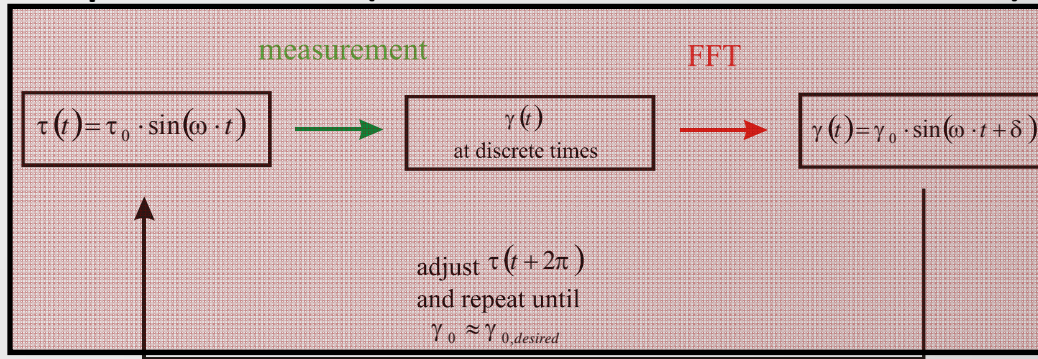 measurement
FFT
τ(t)=τ₀·sin(ω·t)
γ(t)
at discrete times
γ(t)=γ₀·sin(ω·t+δ)
adjust τ(t+2π)
and repeat until
γ₀≈γ₀,desired